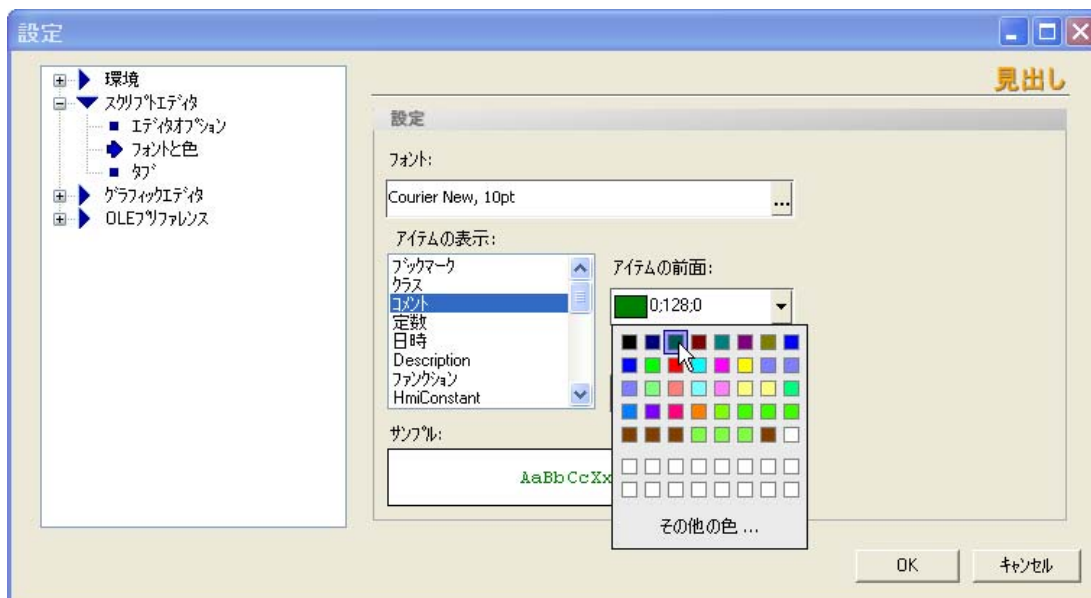 設定
環境
スクリプトエディタ
エディタオプション
フォントと色
タブ
グラフィックエディタ
OLEプリファレンス
見出し
設定
フォント:
Courier New, 10pt
...
アイテムの表示:
ブックマーク
クラス
コメント
定数
日時
Description
ファンクション
HmiConstant
アイテムの前面:
0;128;0
サンプル:
AaBbCcXx
その他の色 ...
OK
キャンセル